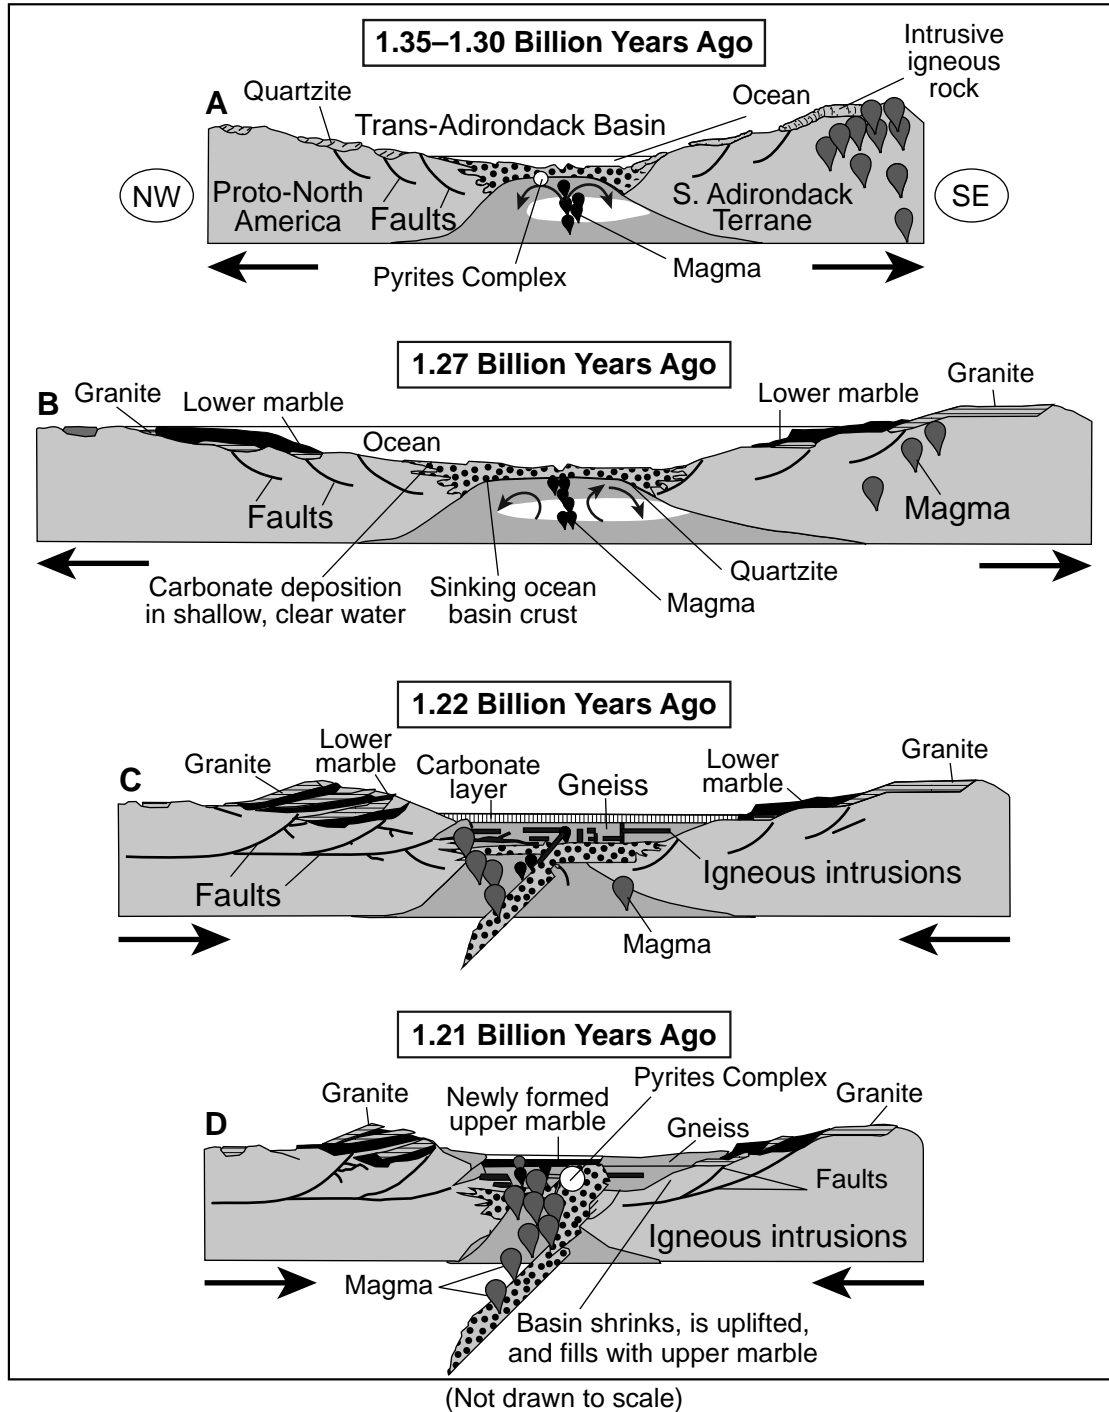 1.35–1.30 Billion Years Ago
Intrusive
igneous
rock
A
Quartzite
Ocean
Trans-Adirondack Basin
NW
Proto-North
America
Faults
S. Adirondack
Terrane
SE
Pyrites Complex
Magma
1.27 Billion Years Ago
B
Granite
Lower marble
Ocean
Lower marble
Granite
Faults
Magma
Carbonate deposition
in shallow, clear water
Sinking ocean
basin crust
Quartzite
Magma
1.22 Billion Years Ago
C
Granite
Lower
marble
Carbonate
layer
Gneiss
Lower
marble
Granite
Faults
Igneous intrusions
Magma
1.21 Billion Years Ago
D
Granite
Newly formed
upper marble
Pyrites Complex
Gneiss
Granite
Faults
Igneous intrusions
Magma
Basin shrinks, is uplifted,
and fills with upper marble
(Not drawn to scale)